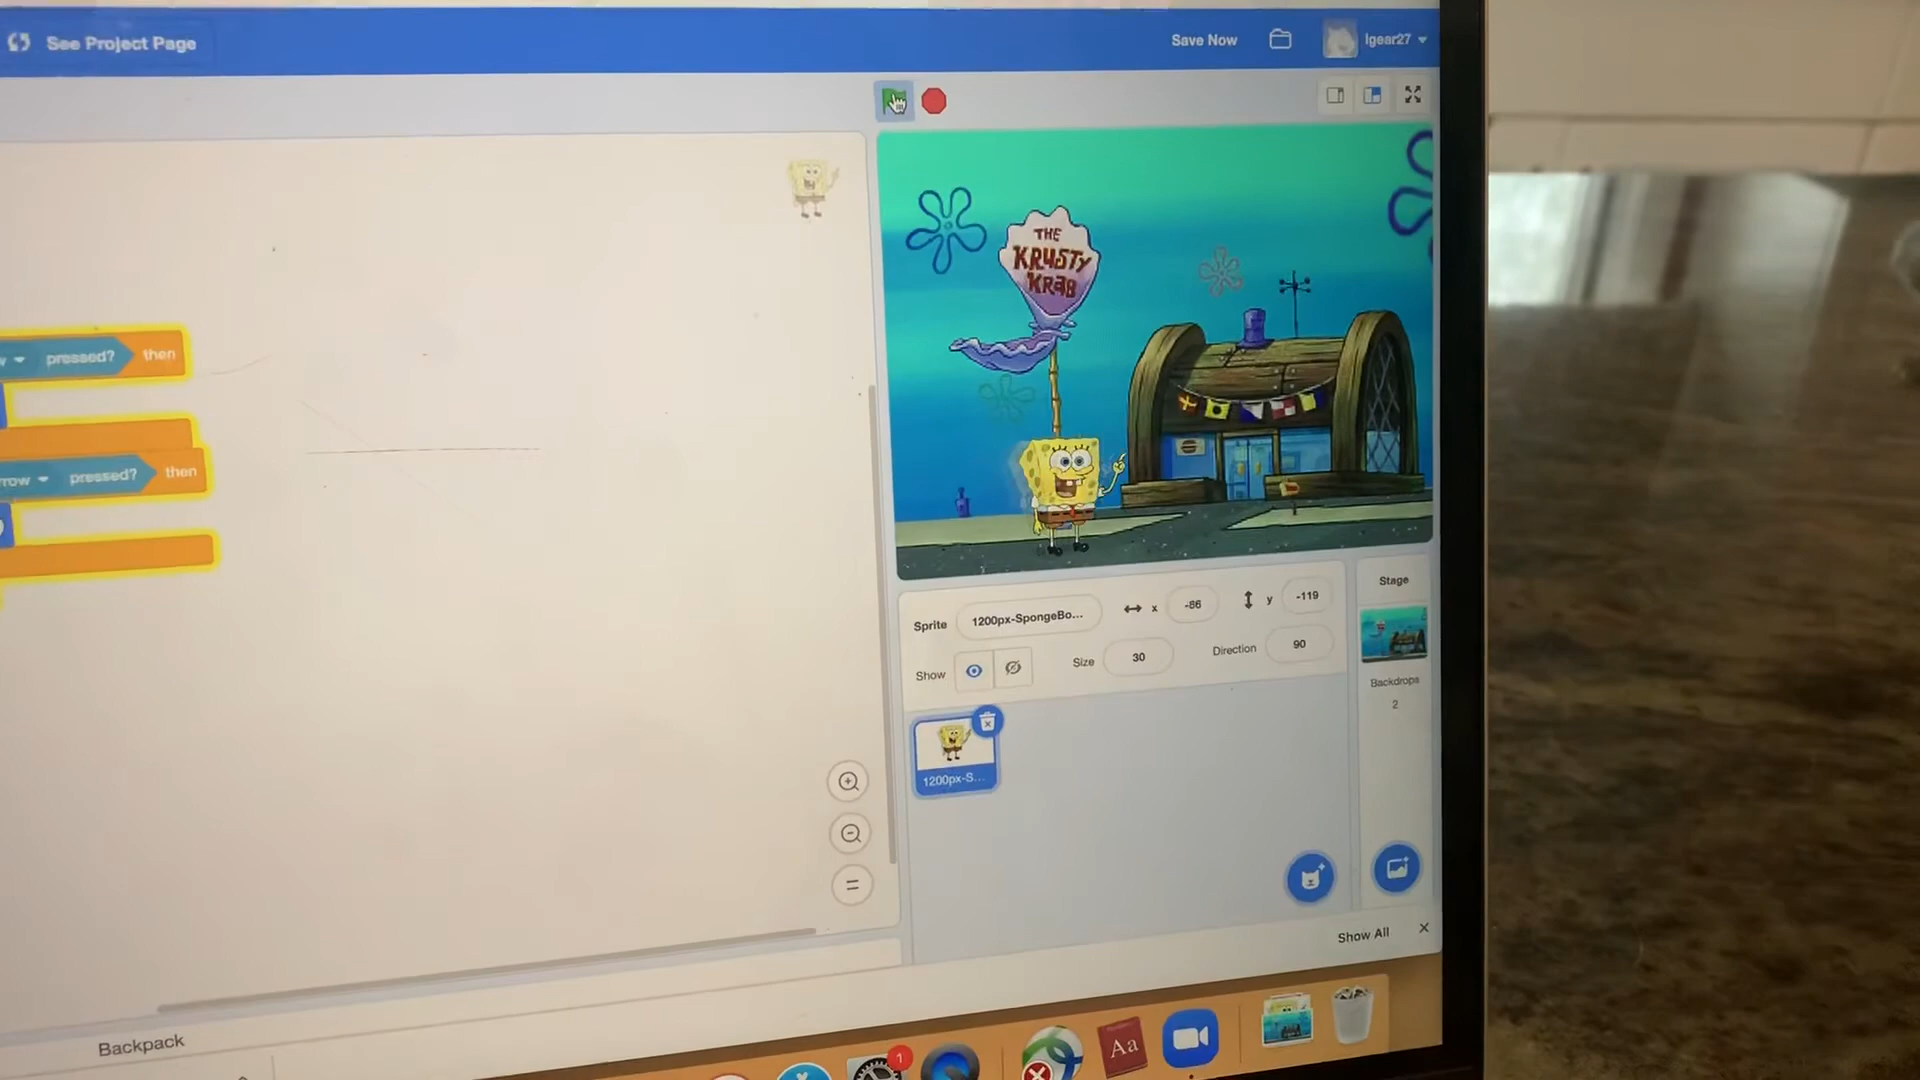 See Project Page
Save Now
lgear27
THE
KRUSTY
KRAB
pressed? then
row pressed? then
Sprite 1200px-SpongeBo... x -86 y -119
Show Size 30 Direction 90
Stage
Backdrops
2
1200px-S...
Show All
Backpack
1
Aa